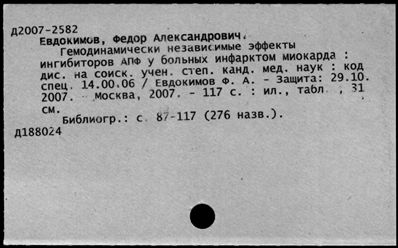 Д2007-2582
Евдокимов, Федор Александрович.
Гемодинамически независимые эффекты
ингибиторов АПФ у больных инфарктом миокарда :
дис. на соиск. учен. степ. канд. мед. наук : код
спец. 14.00.06 / Евдокимов Ф. А. - Защита: 29.10.
2007. - Москва, 2007. - 117 с. : ил., табл. ; 31
см.
Библиогр.: с. 87-117 (276 назв.).
Д188024